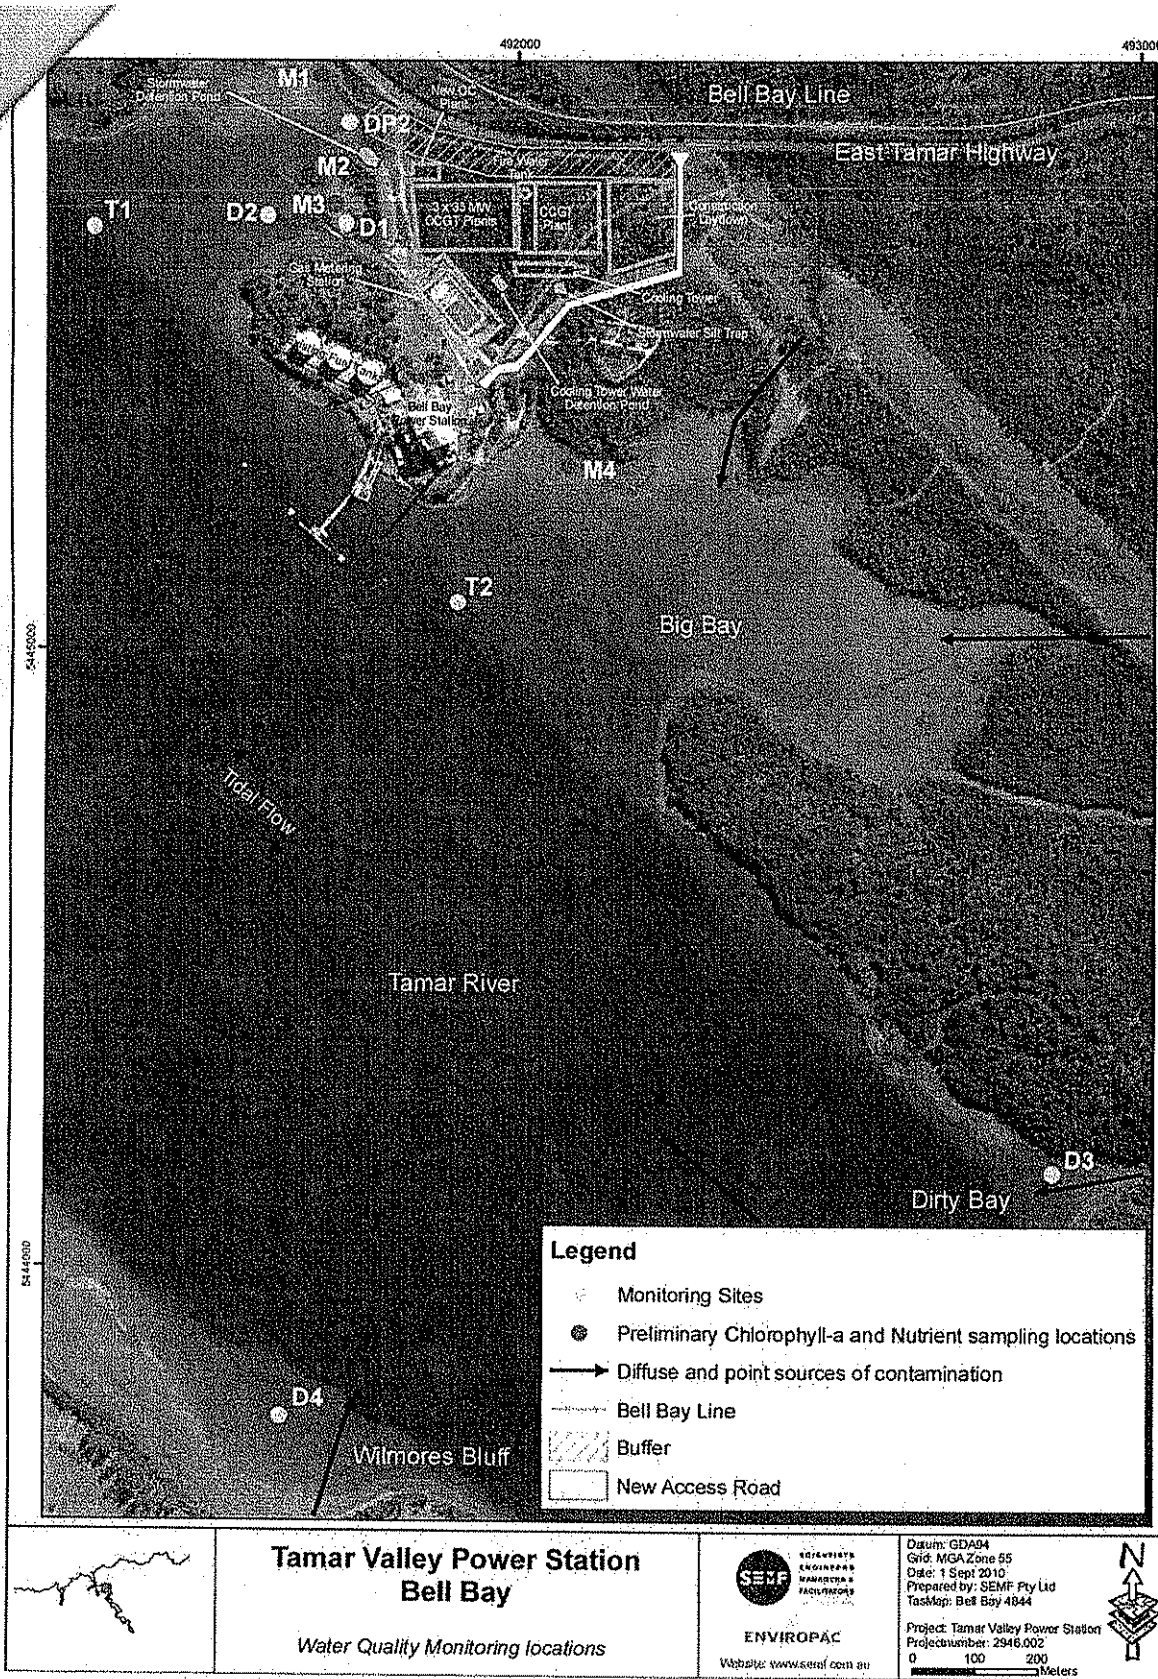 492000
493000
Stormwater
Detention Pond
M1
New OC
Plant
Bell Bay Line
DP2
East Tamar Highway
Fire Water
Tank
M2
M3
T1
D2
D1
3 x 35 MW
OCGT Plants
CCGT
Plant
Construction
Laydown
Gas Metering
Station
Cooling Tower
Stormwater Silt Trap
Cooling Tower Water
Detention Pond
Bell Bay
Power Station
M4
T2
Big Bay
5445000
Tidal Flow
Tamar River
D3
Dirty Bay
5444000
D4
Wilmores Bluff
Legend
Monitoring Sites
Preliminary Chlorophyll-a and Nutrient sampling locations
Diffuse and point sources of contamination
Bell Bay Line
Buffer
New Access Road
Tamar Valley Power Station
Bell Bay
Water Quality Monitoring locations
SEMF
SCIENTISTS
ENGINEERS
MANAGERS &
FACILITATORS
ENVIROPAC
Website: www.semf.com.au
Datum: GDA94
Grid: MGA Zone 55
Date: 1 Sept 2010
Prepared by: SEMF Pty Ltd
TasMap: Bell Bay 4844
Project: Tamar Valley Power Station
Projectnumber: 2946.002
0 100 200
Meters
N